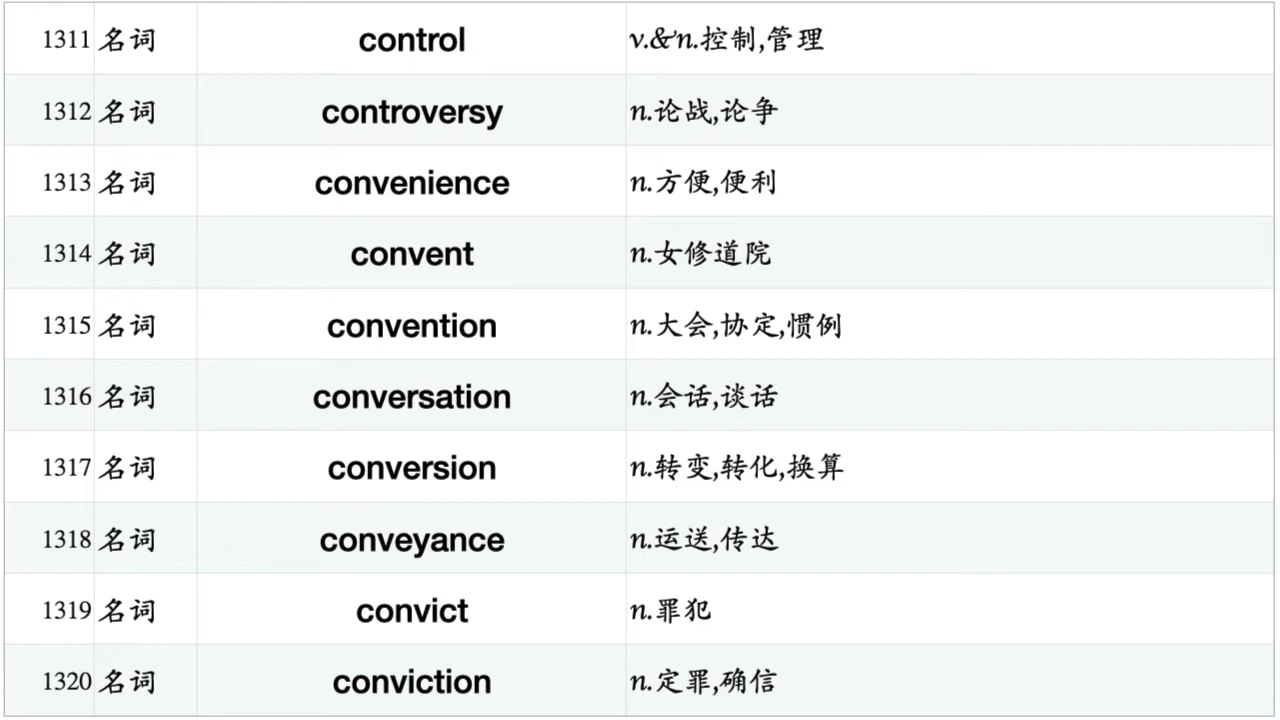 1311 名词 control v.&n.控制,管理
1312 名词 controversy n.论战,论争
1313 名词 convenience n.方便,便利
1314 名词 convent n.女修道院
1315 名词 convention n.大会,协定,惯例
1316 名词 conversation n.会话,谈话
1317 名词 conversion n.转变,转化,换算
1318 名词 conveyance n.运送,传达
1319 名词 convict n.罪犯
1320 名词 conviction n.定罪,确信